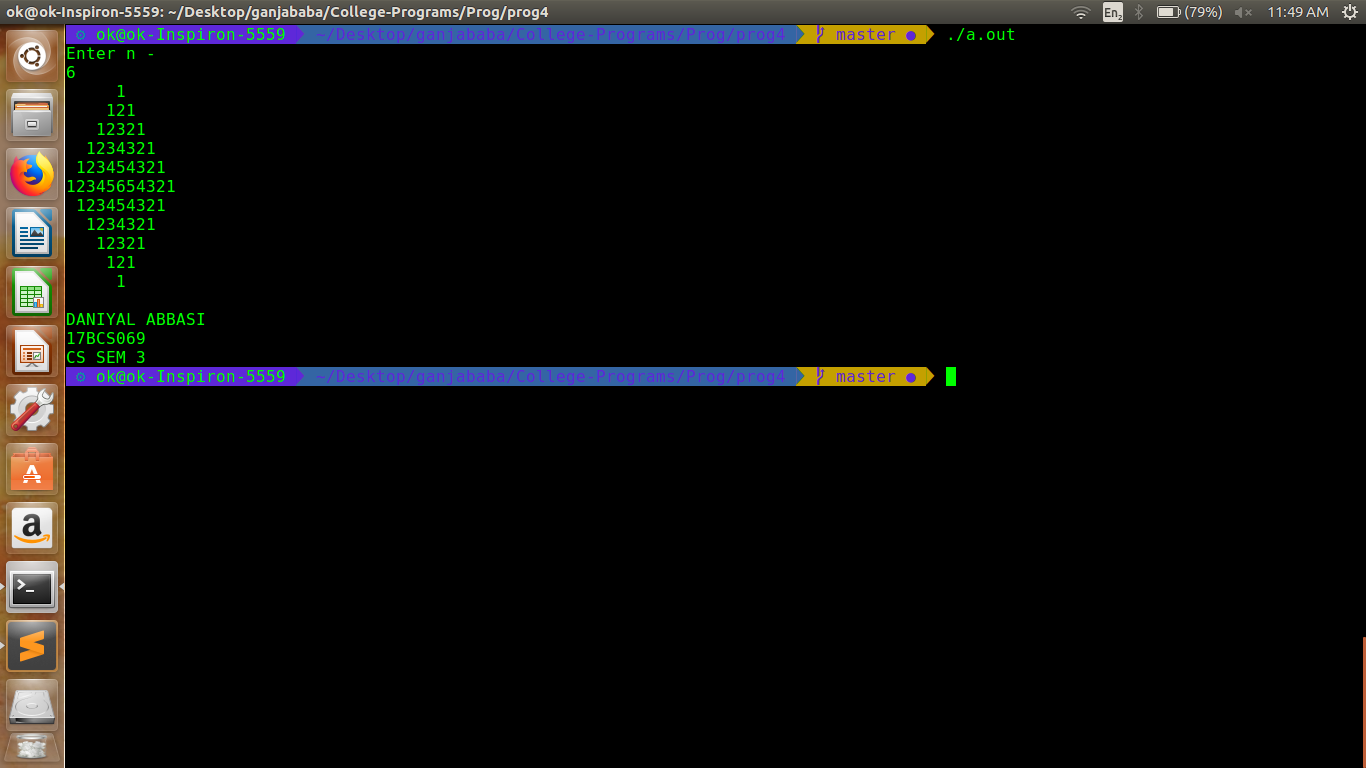 ok@ok-Inspiron-5559: ~/Desktop/ganjababa/College-Programs/Prog/prog4 En2 (79%) 11:49 AM
ok@ok-Inspiron-5559 ~/Desktop/ganjababa/College-Programs/Prog/prog4 master ● ./a.out
Enter n -
6
     1
    121
   12321
  1234321
 123454321
12345654321
 123454321
  1234321
   12321
    121
     1
DANIYAL ABBASI
17BCS069
CS SEM 3
ok@ok-Inspiron-5559 ~/Desktop/ganjababa/College-Programs/Prog/prog4 master ●